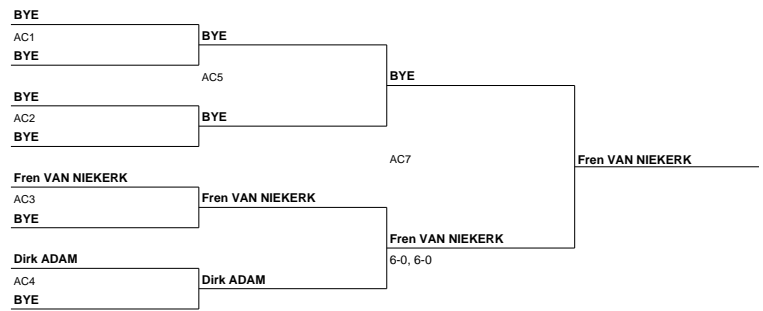 BYE
AC1
BYE
BYE
AC5
BYE
BYE
AC2
BYE
BYE
AC7
Fren VAN NIEKERK
Fren VAN NIEKERK
AC3
Fren VAN NIEKERK
BYE
Fren VAN NIEKERK
6-0, 6-0
Dirk ADAM
AC4
Dirk ADAM
BYE